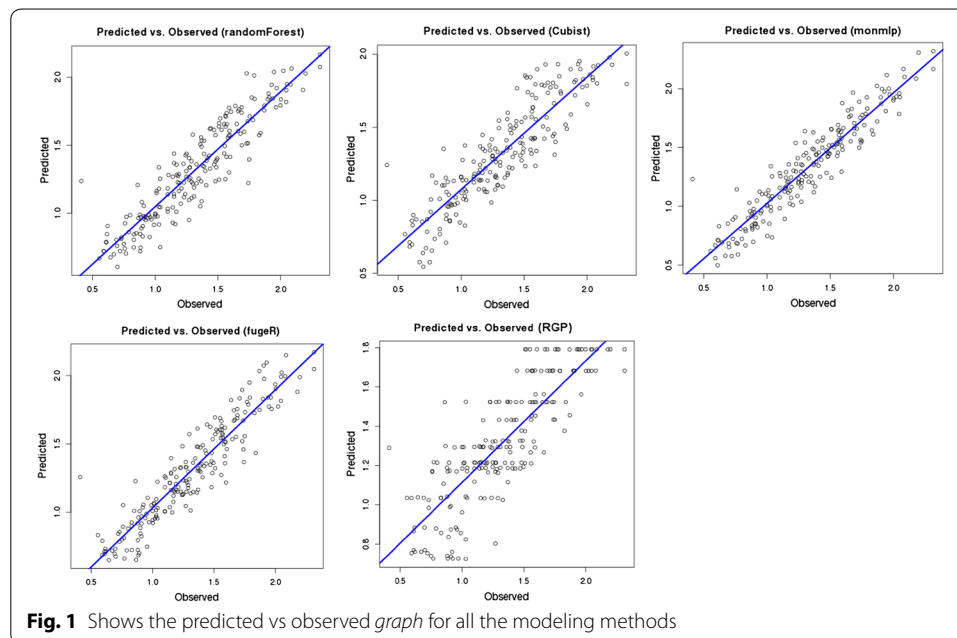 Predicted vs. Observed (randomForest)
Predicted
2.0
1.5
1.0
0.5
1.0
1.5
2.0
Observed
Predicted vs. Observed (Cubist)
Predicted
2.0
1.5
1.0
0.5
0.5
1.0
1.5
2.0
Observed
Predicted vs. Observed (monmlp)
Predicted
2.0
1.5
1.0
0.5
0.5
1.0
1.5
2.0
Observed
Predicted vs. Observed (fugeR)
Predicted
2.0
1.5
1.0
0.5
1.0
1.5
2.0
Observed
Predicted vs. Observed (RGP)
Predicted
1.8
1.6
1.4
1.2
1.0
0.8
0.5
1.0
1.5
2.0
Observed
Fig. 1 Shows the predicted vs observed graph for all the modeling methods